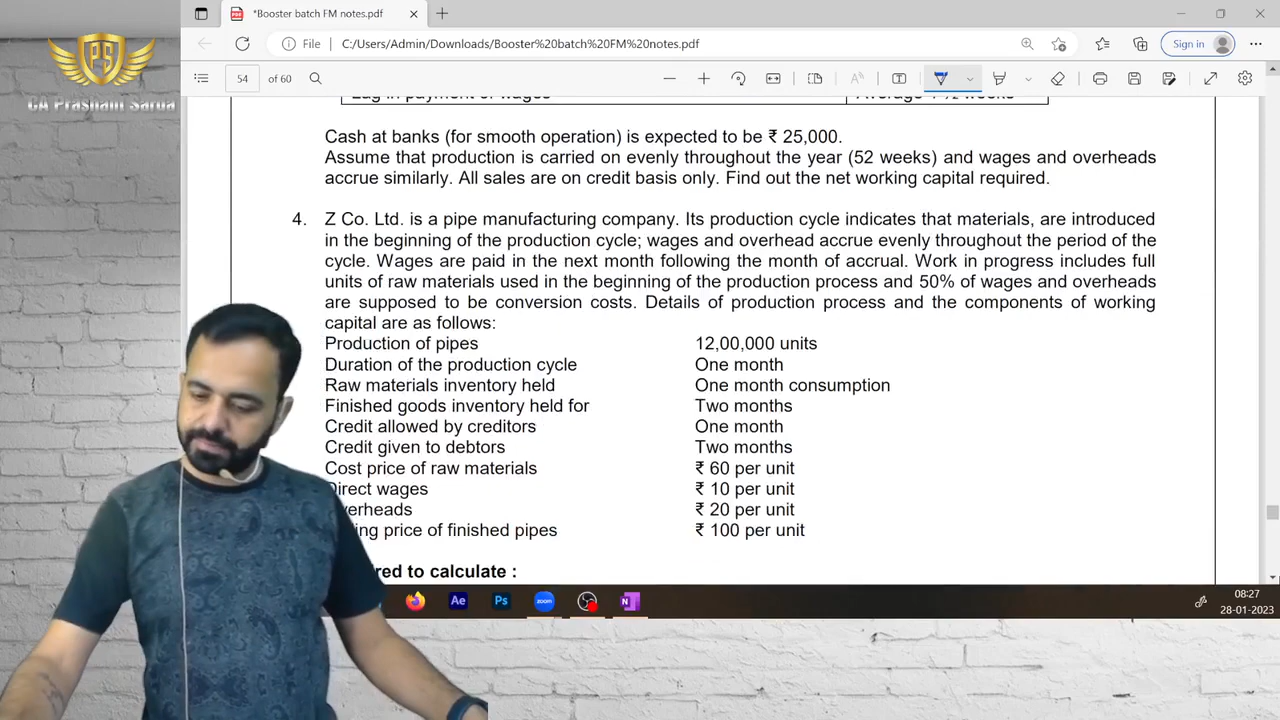 *Booster batch FM notes.pdf
PS
CA Prashant Sarda
File
C:/Users/Admin/Downloads/Booster%20batch%20FM%20notes.pdf
Sign in
54
of 60
Cash at banks (for smooth operation) is expected to be ₹ 25,000.
Assume that production is carried on evenly throughout the year (52 weeks) and wages and overheads
accrue similarly. All sales are on credit basis only. Find out the net working capital required.
4. Z Co. Ltd. is a pipe manufacturing company. Its production cycle indicates that materials, are introduced
in the beginning of the production cycle; wages and overhead accrue evenly throughout the period of the
cycle. Wages are paid in the next month following the month of accrual. Work in progress includes full
units of raw materials used in the beginning of the production process and 50% of wages and overheads
are supposed to be conversion costs. Details of production process and the components of working
capital are as follows:
Production of pipes 12,00,000 units
Duration of the production cycle One month
Raw materials inventory held One month consumption
Finished goods inventory held for Two months
Credit allowed by creditors One month
Credit given to debtors Two months
Cost price of raw materials ₹ 60 per unit
Direct wages ₹ 10 per unit
verheads ₹ 20 per unit
ing price of finished pipes ₹ 100 per unit
red to calculate :
Ae
Ps
zoom
N
08:27
28-01-2023